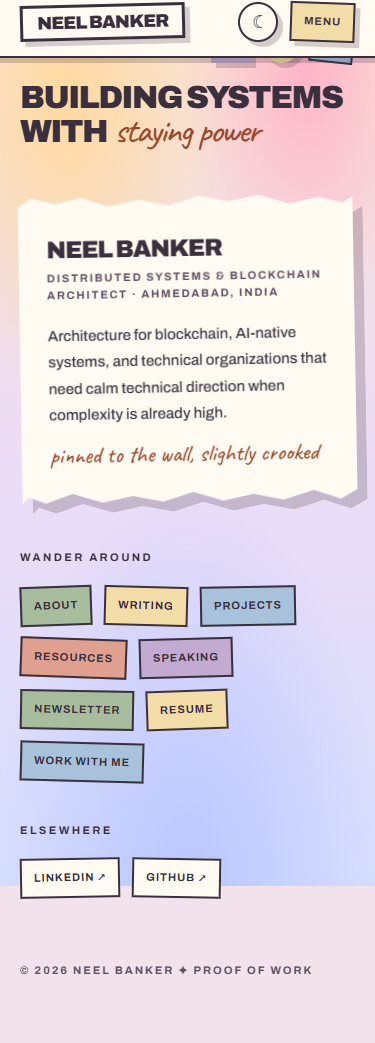 NEEL BANKER
☾
MENU
BUILDING SYSTEMS
WITH staying power
NEEL BANKER
DISTRIBUTED SYSTEMS & BLOCKCHAIN
ARCHITECT · AHMEDABAD, INDIA
Architecture for blockchain, AI-native
systems, and technical organizations that
need calm technical direction when
complexity is already high.
pinned to the wall, slightly crooked
WANDER AROUND
ABOUT
WRITING
PROJECTS
RESOURCES
SPEAKING
NEWSLETTER
RESUME
WORK WITH ME
ELSEWHERE
LINKEDIN ↗
GITHUB ↗
© 2026 NEEL BANKER ✦ PROOF OF WORK